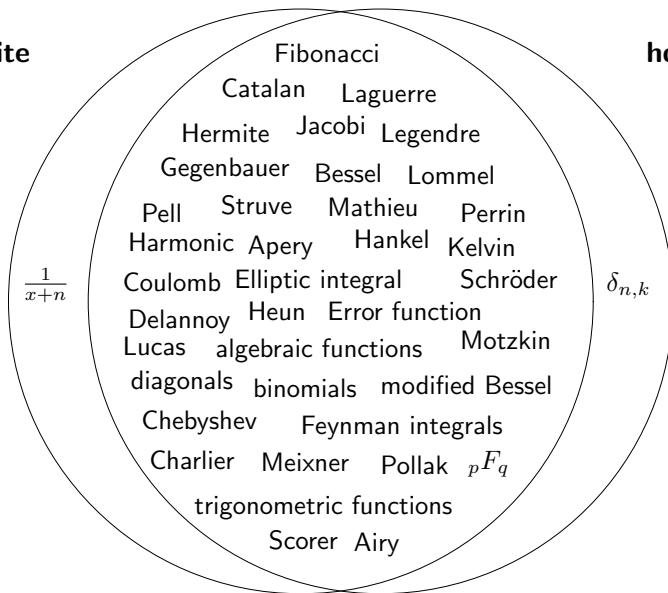 ite ho
Fibonacci
Catalan Laguerre
Hermite Jacobi Legendre
Gegenbauer Bessel Lommel
Pell Struve Mathieu Perrin
Harmonic Apery Hankel Kelvin
1/(x+n) Coulomb Elliptic integral Schröder δn,k
Delannoy Heun Error function
Lucas algebraic functions Motzkin
diagonals binomials modified Bessel
Chebyshev Feynman integrals
Charlier Meixner Pollak pFq
trigonometric functions
Scorer Airy